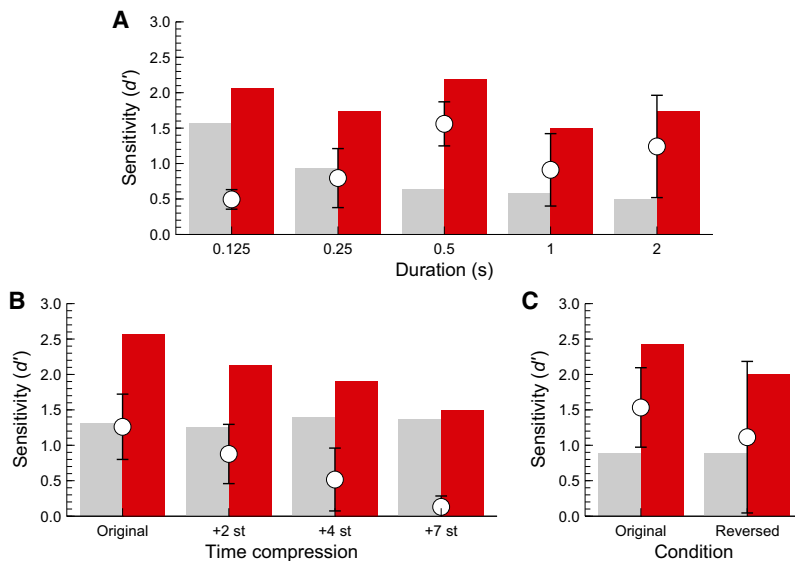 A
Sensitivity (d')
3.0
2.5
2.0
1.5
1.0
0.5
0.0
0.125 0.25 0.5 1 2
Duration (s)
B
Sensitivity (d')
3.0
2.5
2.0
1.5
1.0
0.5
0.0
Original +2 st +4 st +7 st
Time compression
C
Sensitivity (d')
3.0
2.5
2.0
1.5
1.0
0.5
0.0
Original Reversed
Condition